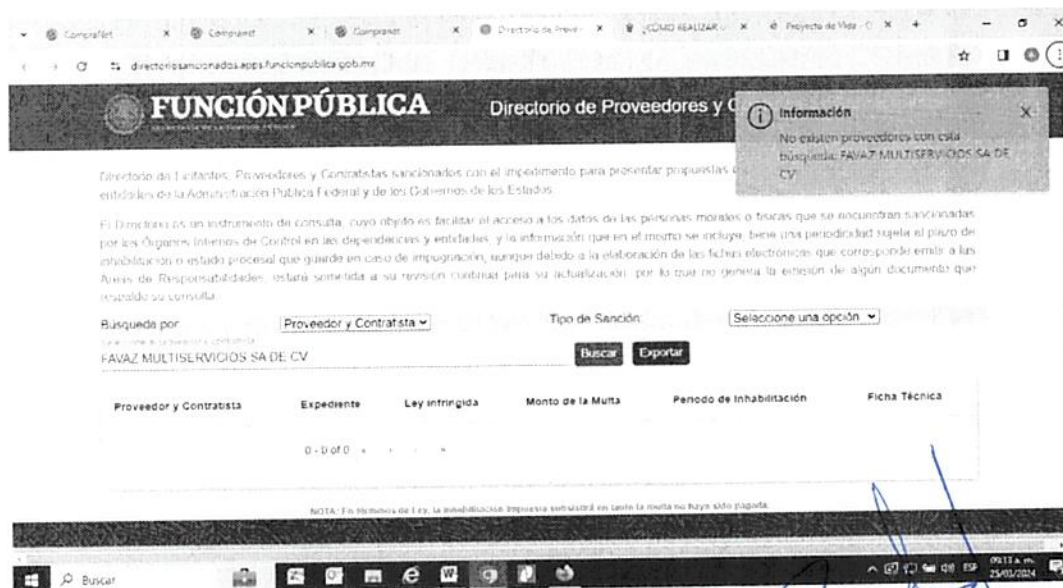 CompraNet
Compranet
Compranet
Directorio de Prove
¿CÓMO REALIZAR
Proyecto de Vida - C
directoriosancionados.apps.funcionpublica.gob.mx
FUNCIÓN PÚBLICA
SECRETARÍA DE LA FUNCIÓN PÚBLICA
Directorio de Proveedores y C
Información
No existen proveedores con esta
búsqueda: FAVAZ MULTISERVICIOS SA DE
CV
Directorio de Licitantes, Proveedores y Contratistas sancionados con el impedimento para presentar propuestas
entidades de la Administración Pública Federal y de los Gobiernos de los Estados.
El Directorio es un instrumento de consulta, cuyo objeto es facilitar el acceso a los datos de las personas morales o físicas que se encuentran sancionadas
por los Órganos Internos de Control en las dependencias y entidades, y la información que en el mismo se incluye, tiene una periodicidad sujeta al plazo de
inhabilitación o estado procesal que guarde en caso de impugnación, aunque debido a la elaboración de las fichas electrónicas que corresponde emitir a las
Áreas de Responsabilidades, estará sometida a su revisión continua para su actualización, por lo que no genera la emisión de algún documento que
respalde su consulta.
Búsqueda por: Proveedor y Contratista Tipo de Sanción: Seleccione una opción
FAVAZ MULTISERVICIOS SA DE CV Buscar Exportar
Proveedor y Contratista Expediente Ley infringida Monto de la Multa Periodo de Inhabilitación Ficha Técnica
0 - 0 of 0 « ‹ › »
NOTA: En términos de Ley, la inhabilitación impuesta subsistirá en tanto la multa no haya sido pagada.
Buscar
ESP
09:13 a. m.
25/03/2024